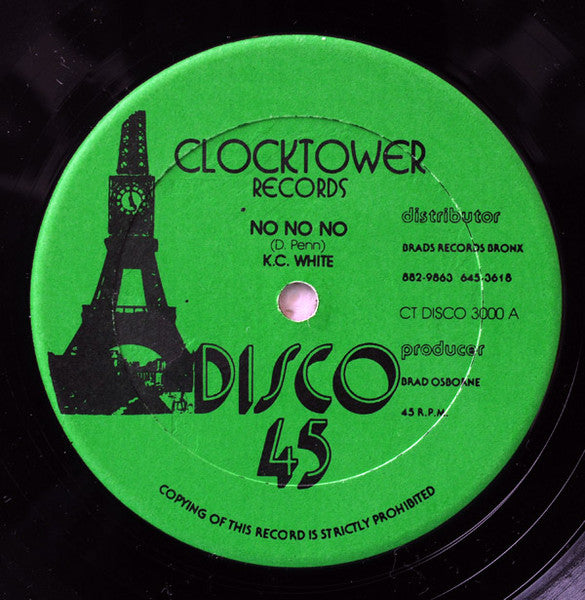 CLOCKTOWER
RECORDS
NO NO NO
(D. Penn)
K.C. WHITE
distributor
BRADS RECORDS BRONX
882-9863 645-3618
CT DISCO 3000 A
producer
BRAD OSBORNE
45 R.P.M.
DISCO
45
COPYING OF THIS RECORD IS STRICTLY PROHIBITED